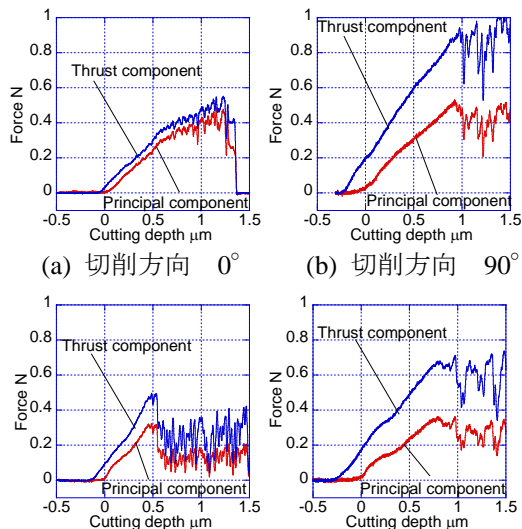 1
0.8
0.6
0.4
0.2
0
Force N
Thrust component
Principal component
-0.5 0 0.5 1 1.5
Cutting depth μm
(a) 切削方向 0°
1
0.8
0.6
0.4
0.2
0
Force N
Thrust component
Principal component
-0.5 0 0.5 1 1.5
Cutting depth μm
(b) 切削方向 90°
1
0.8
0.6
0.4
0.2
0
Force N
Thrust component
Principal component
-0.5 0 0.5 1 1.5
Cutting depth μm
1
0.8
0.6
0.4
0.2
0
Force N
Thrust component
Principal component
-0.5 0 0.5 1 1.5
Cutting depth μm